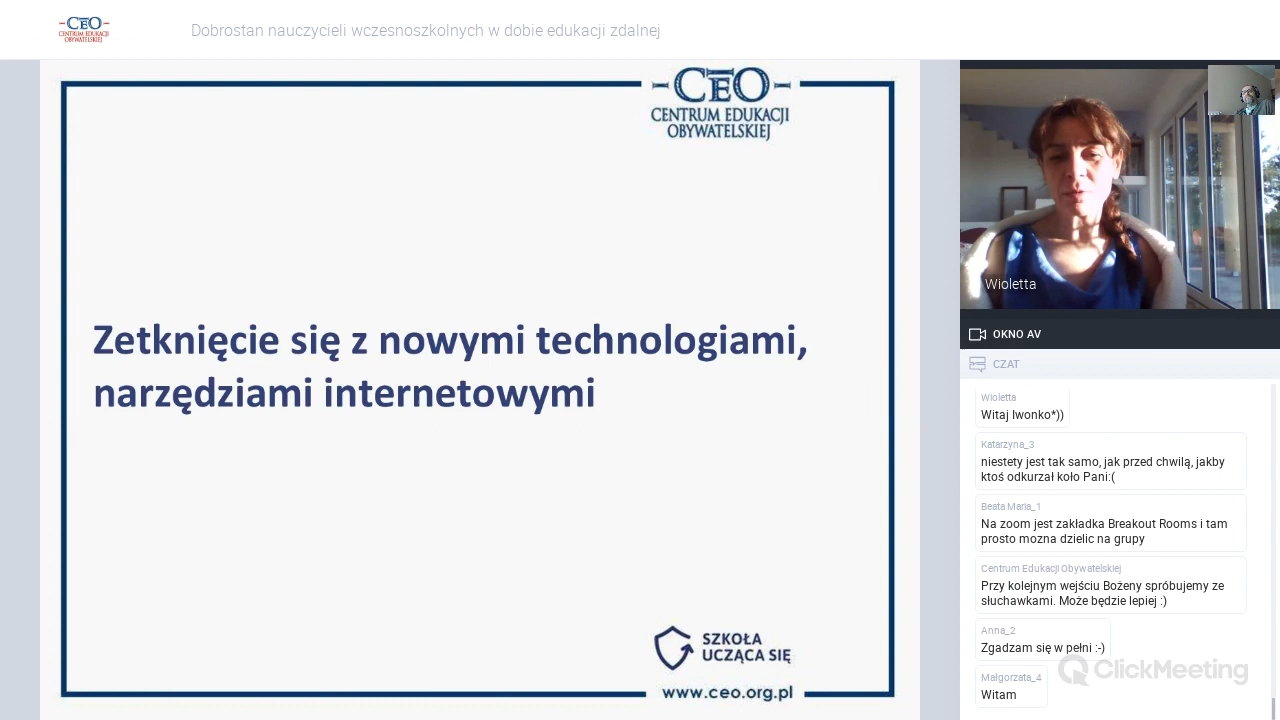 CEO
CENTRUM EDUKACJI
OBYWATELSKIEJ
Dobrostan nauczycieli wczesnoszkolnych w dobie edukacji zdalnej
CEO
CENTRUM EDUKACJI
OBYWATELSKIEJ
Zetknięcie się z nowymi technologiami,
narzędziami internetowymi
SZKOŁA
UCZĄCA SIĘ
www.ceo.org.pl
Wioletta
OKNO AV
CZAT
Wioletta
Witaj Iwonko*))
Katarzyna_3
niestety jest tak samo, jak przed chwilą, jakby
ktoś odkurzał koło Pani:(
Beata Maria_1
Na zoom jest zakładka Breakout Rooms i tam
prosto mozna dzielic na grupy
Centrum Edukacji Obywatelskiej
Przy kolejnym wejściu Bożeny spróbujemy ze
słuchawkami. Może będzie lepiej :)
Anna_2
Zgadzam się w pełni :-)
Małgorzata_4
Witam
ClickMeeting